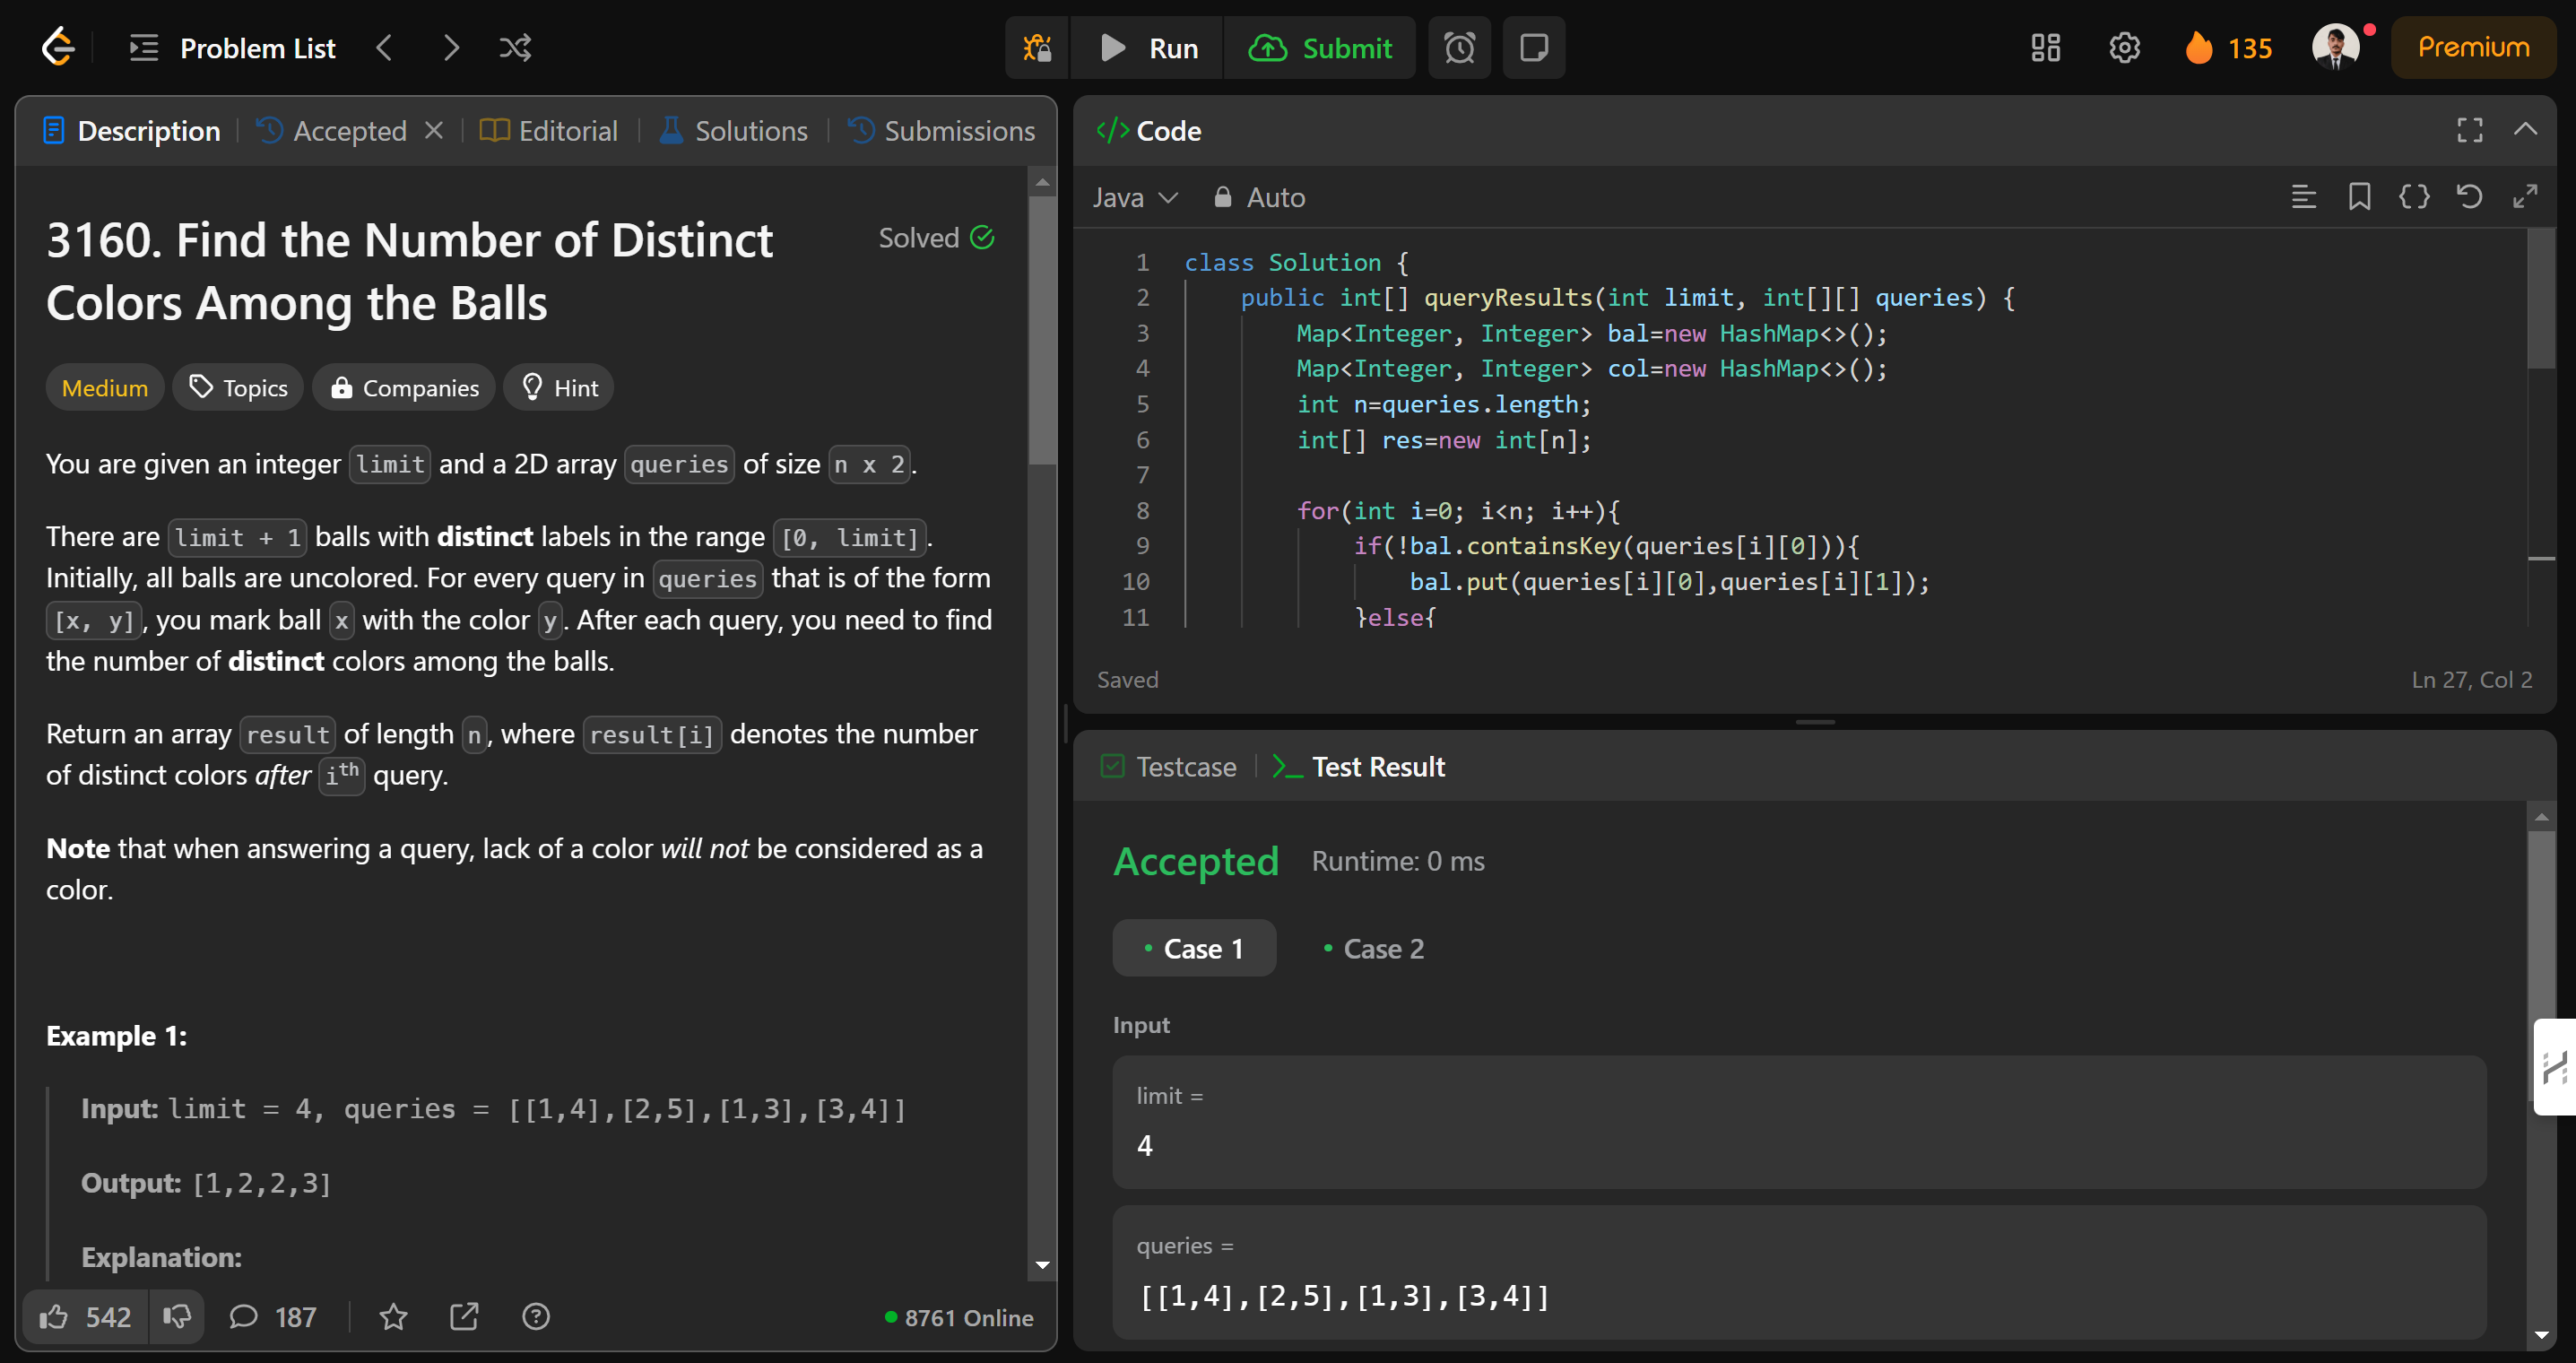 Problem List
Run
Submit
135
Premium
Description
Accepted
Editorial
Solutions
Submissions
3160. Find the Number of Distinct
Colors Among the Balls
Solved
Medium
Topics
Companies
Hint
You are given an integer limit and a 2D array queries of size n x 2.
There are limit + 1 balls with distinct labels in the range [0, limit].
Initially, all balls are uncolored. For every query in queries that is of the form
[x, y], you mark ball x with the color y. After each query, you need to find
the number of distinct colors among the balls.
Return an array result of length n, where result[i] denotes the number
of distinct colors after ith query.
Note that when answering a query, lack of a color will not be considered as a
color.
Example 1:
Input: limit = 4, queries = [[1,4],[2,5],[1,3],[3,4]]
Output: [1,2,2,3]
Explanation:
542
187
8761 Online
</> Code
Java
Auto
1 class Solution {
2 public int[] queryResults(int limit, int[][] queries) {
3 Map<Integer, Integer> bal=new HashMap<>();
4 Map<Integer, Integer> col=new HashMap<>();
5 int n=queries.length;
6 int[] res=new int[n];
7
8 for(int i=0; i<n; i++){
9 if(!bal.containsKey(queries[i][0])){
10 bal.put(queries[i][0],queries[i][1]);
11 }else{
Saved
Ln 27, Col 2
Testcase
Test Result
Accepted
Runtime: 0 ms
Case 1
Case 2
Input
limit =
4
queries =
[[1,4],[2,5],[1,3],[3,4]]